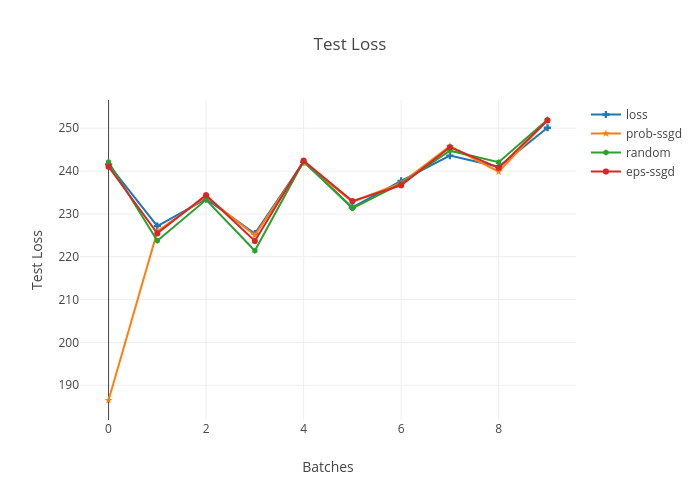 Test Loss
250
240
230
220
210
200
190
Test Loss
0 2 4 6 8
Batches
loss
prob-ssgd
random
eps-ssgd